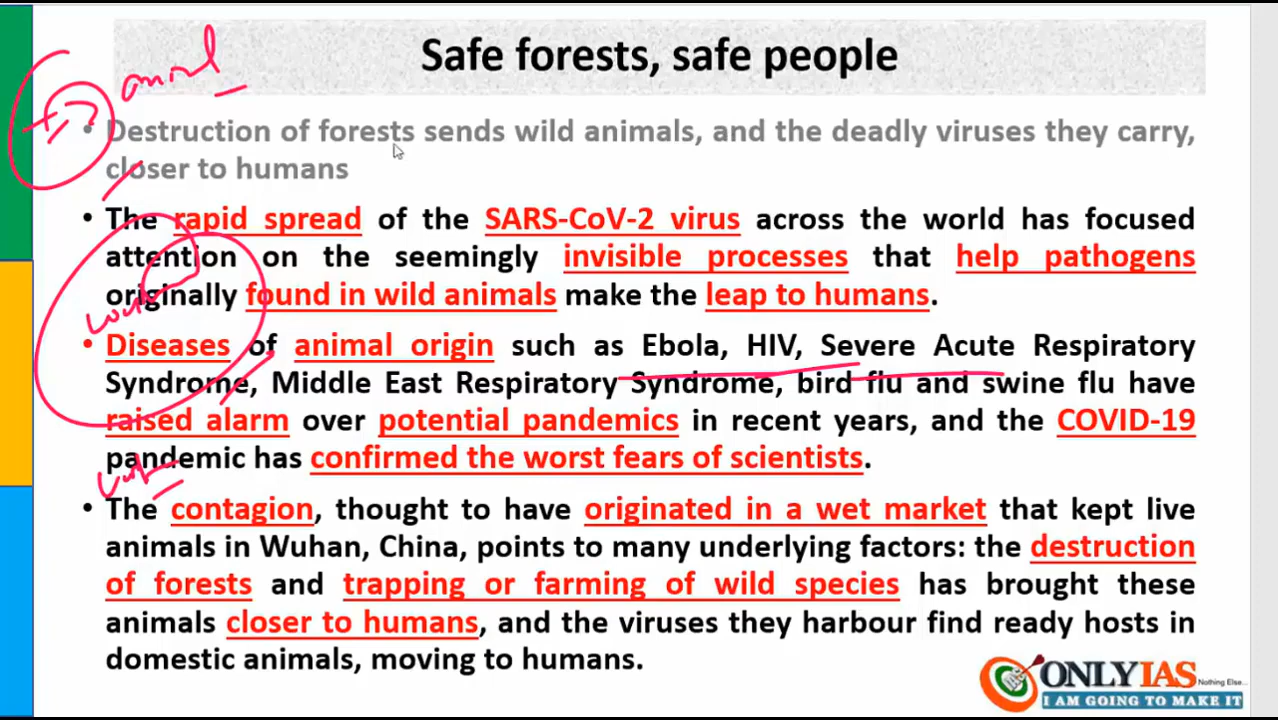 Safe forests, safe people
animal
• Destruction of forests sends wild animals, and the deadly viruses they carry,
closer to humans
• The rapid spread of the SARS-CoV-2 virus across the world has focused
attention on the seemingly invisible processes that help pathogens
originally found in wild animals make the leap to humans.
• Diseases of animal origin such as Ebola, HIV, Severe Acute Respiratory
Syndrome, Middle East Respiratory Syndrome, bird flu and swine flu have
raised alarm over potential pandemics in recent years, and the COVID-19
pandemic has confirmed the worst fears of scientists.
• The contagion, thought to have originated in a wet market that kept live
animals in Wuhan, China, points to many underlying factors: the destruction
of forests and trapping or farming of wild species has brought these
animals closer to humans, and the viruses they harbour find ready hosts in
domestic animals, moving to humans.
ONLY IAS
Nothing Else...
I AM GOING TO MAKE IT